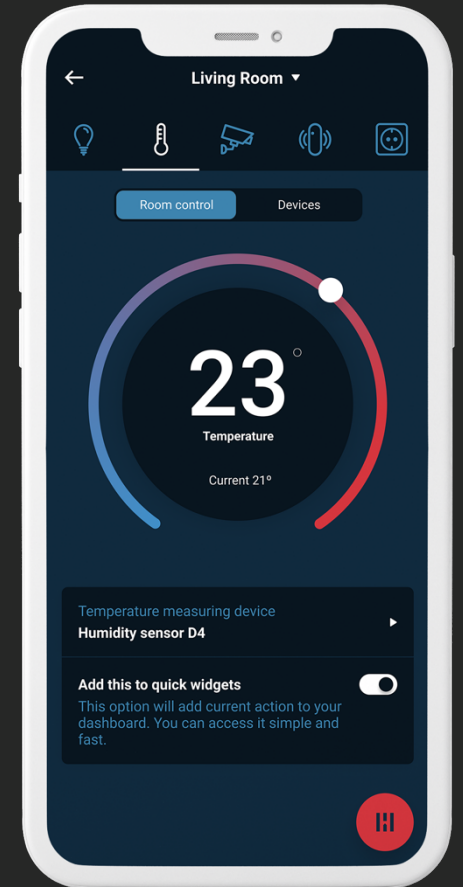 Living Room
Room control
Devices
23°
Temperature
Current 21º
Temperature measuring device
Humidity sensor D4
Add this to quick widgets
This option will add current action to your
dashboard. You can access it simple and
fast.